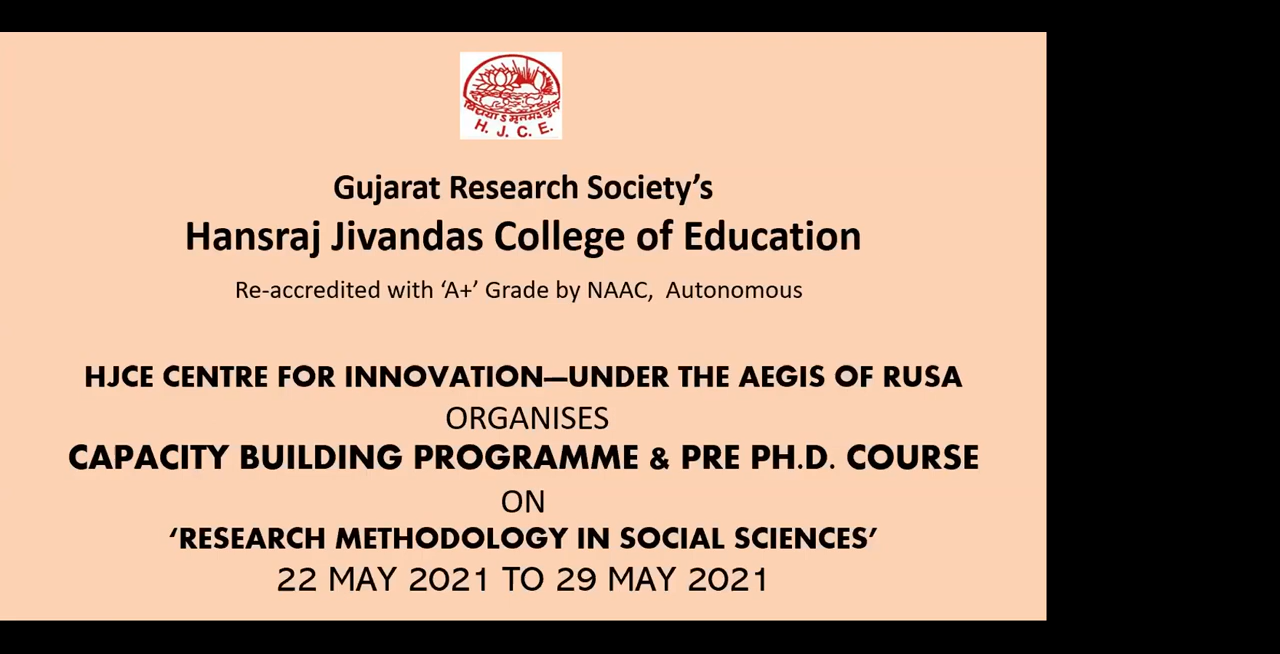 विद्यया ऽ मृतमश्नुते
H. J. C. E.
Gujarat Research Society’s
Hansraj Jivandas College of Education
Re-accredited with ‘A+’ Grade by NAAC, Autonomous
HJCE CENTRE FOR INNOVATION—UNDER THE AEGIS OF RUSA
ORGANISES
CAPACITY BUILDING PROGRAMME & PRE PH.D. COURSE
ON
‘RESEARCH METHODOLOGY IN SOCIAL SCIENCES’
22 MAY 2021 TO 29 MAY 2021